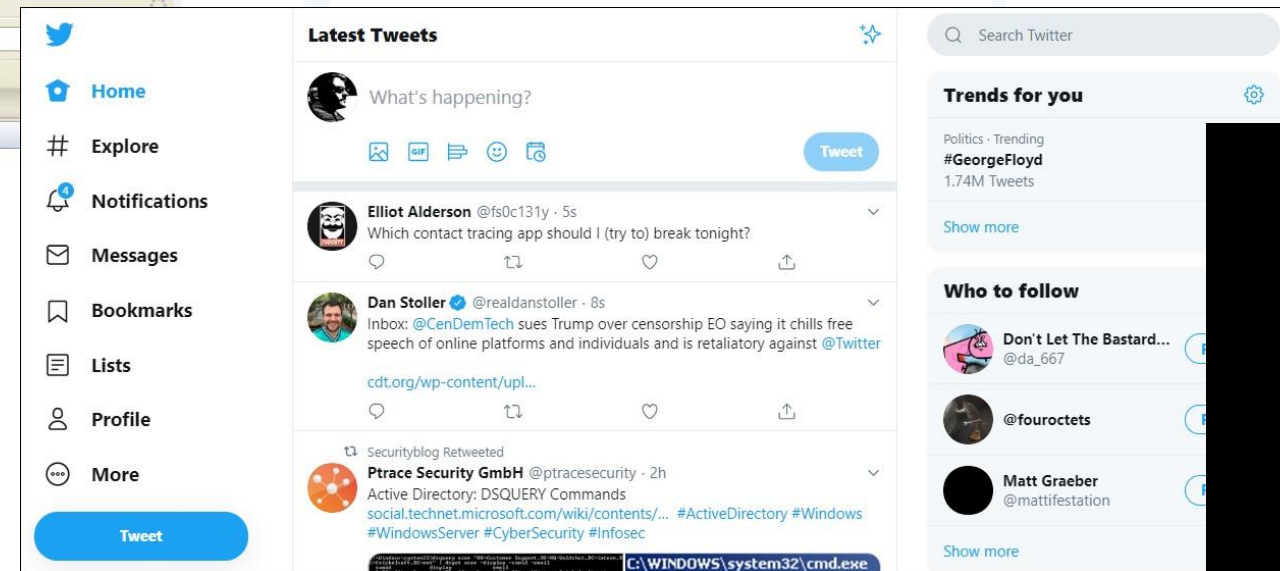 Home
Explore
4
Notifications
Messages
Bookmarks
Lists
Profile
More
Tweet
Latest Tweets
What's happening?
GIF
Tweet
Elliot Alderson @fs0c131y · 5s
Which contact tracing app should I (try to) break tonight?
Dan Stoller @realdanstoller · 8s
Inbox: @CenDemTech sues Trump over censorship EO saying it chills free
speech of online platforms and individuals and is retaliatory against @Twitter
cdt.org/wp-content/upl...
Securityblog Retweeted
Ptrace Security GmbH @ptracesecurity · 2h
Active Directory: DSQUERY Commands
social.technet.microsoft.com/wiki/contents/... #ActiveDirectory #Windows
#WindowsServer #CyberSecurity #Infosec
C:\WINDOWS\system32\cmd.exe
Search Twitter
Trends for you
Politics · Trending
#GeorgeFloyd
1.74M Tweets
Show more
Who to follow
Don't Let The Bastard...
@da_667
@fouroctets
Matt Graeber
@mattifestation
Show more